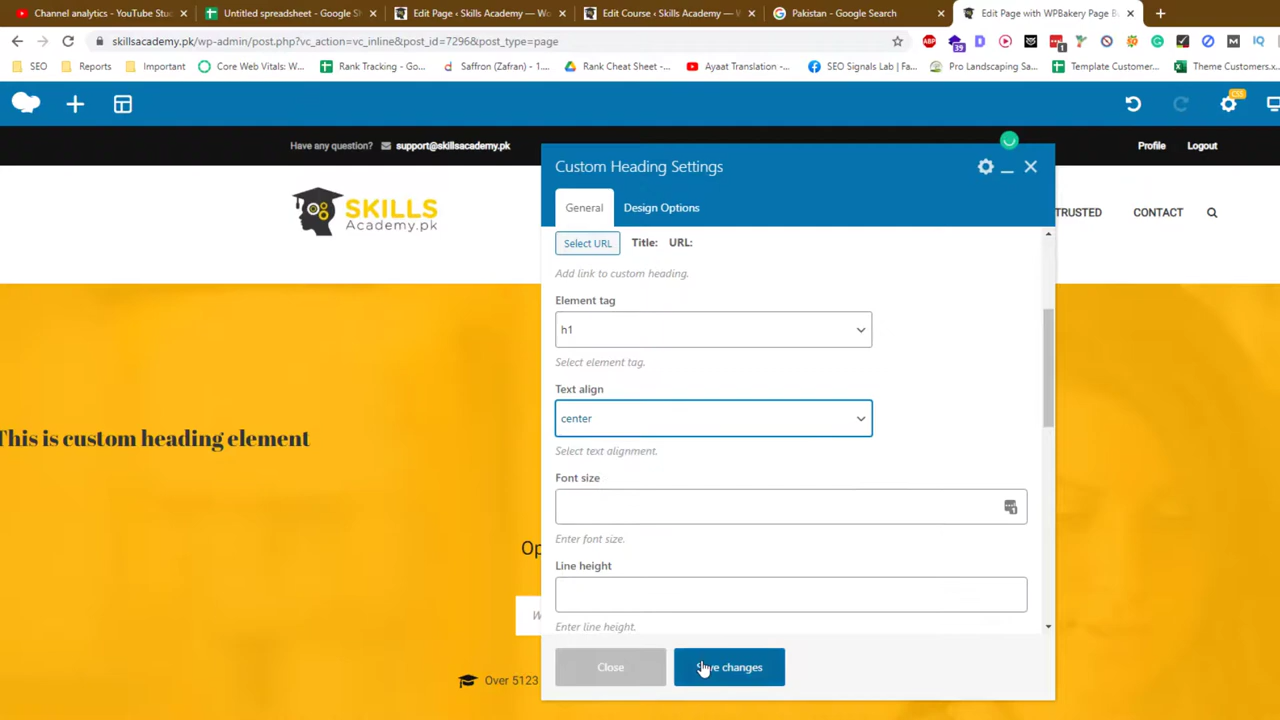 Channel analytics - YouTube Stu
Untitled spreadsheet - Google S
Edit Page ‹ Skills Academy — Wo
Edit Course ‹ Skills Academy — W
Pakistan - Google Search
Edit Page with WPBakery Page B
skillsacademy.pk/wp-admin/post.php?vc_action=vc_inline&post_id=7296&post_type=page
ABP
39
1
SEO
Reports
Important
Core Web Vitals: W...
Rank Tracking - Go...
Saffron (Zafran) - 1....
Rank Cheat Sheet -...
Ayaat Translation -...
SEO Signals Lab | Fa...
Pro Landscaping Sa...
Template Customer...
Theme Customers.x...
CSS
Have any question?
support@skillsacademy.pk
Profile
Logout
SKILLS
Academy.pk
TRUSTED
CONTACT
This is custom heading element
Op
W
Over 5123
Custom Heading Settings
General
Design Options
Select URL
Title: URL:
Add link to custom heading.
Element tag
h1
Select element tag.
Text align
center
Select text alignment.
Font size
Enter font size.
Line height
Enter line height.
Close
Save changes